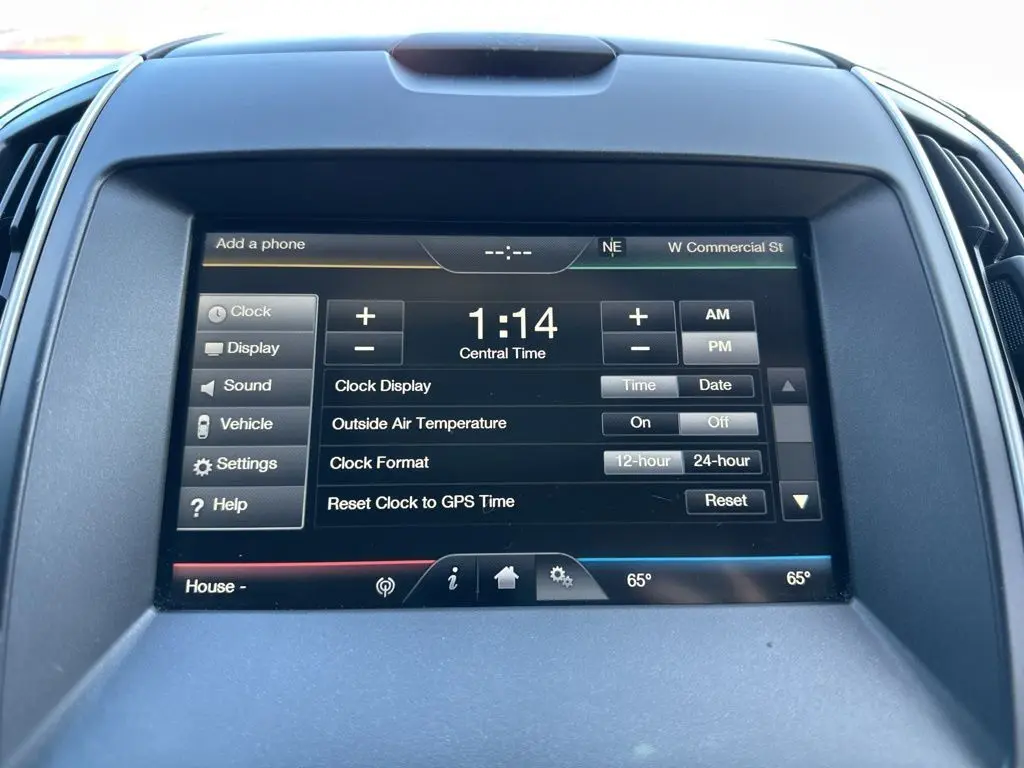 Add a phone --:-- NE W Commercial St
Clock + 1:14 + AM
Display - Central Time - PM
Sound Clock Display Time Date
Vehicle Outside Air Temperature On Off
Settings Clock Format 12-hour 24-hour
? Help Reset Clock to GPS Time Reset
House - i 65° 65°